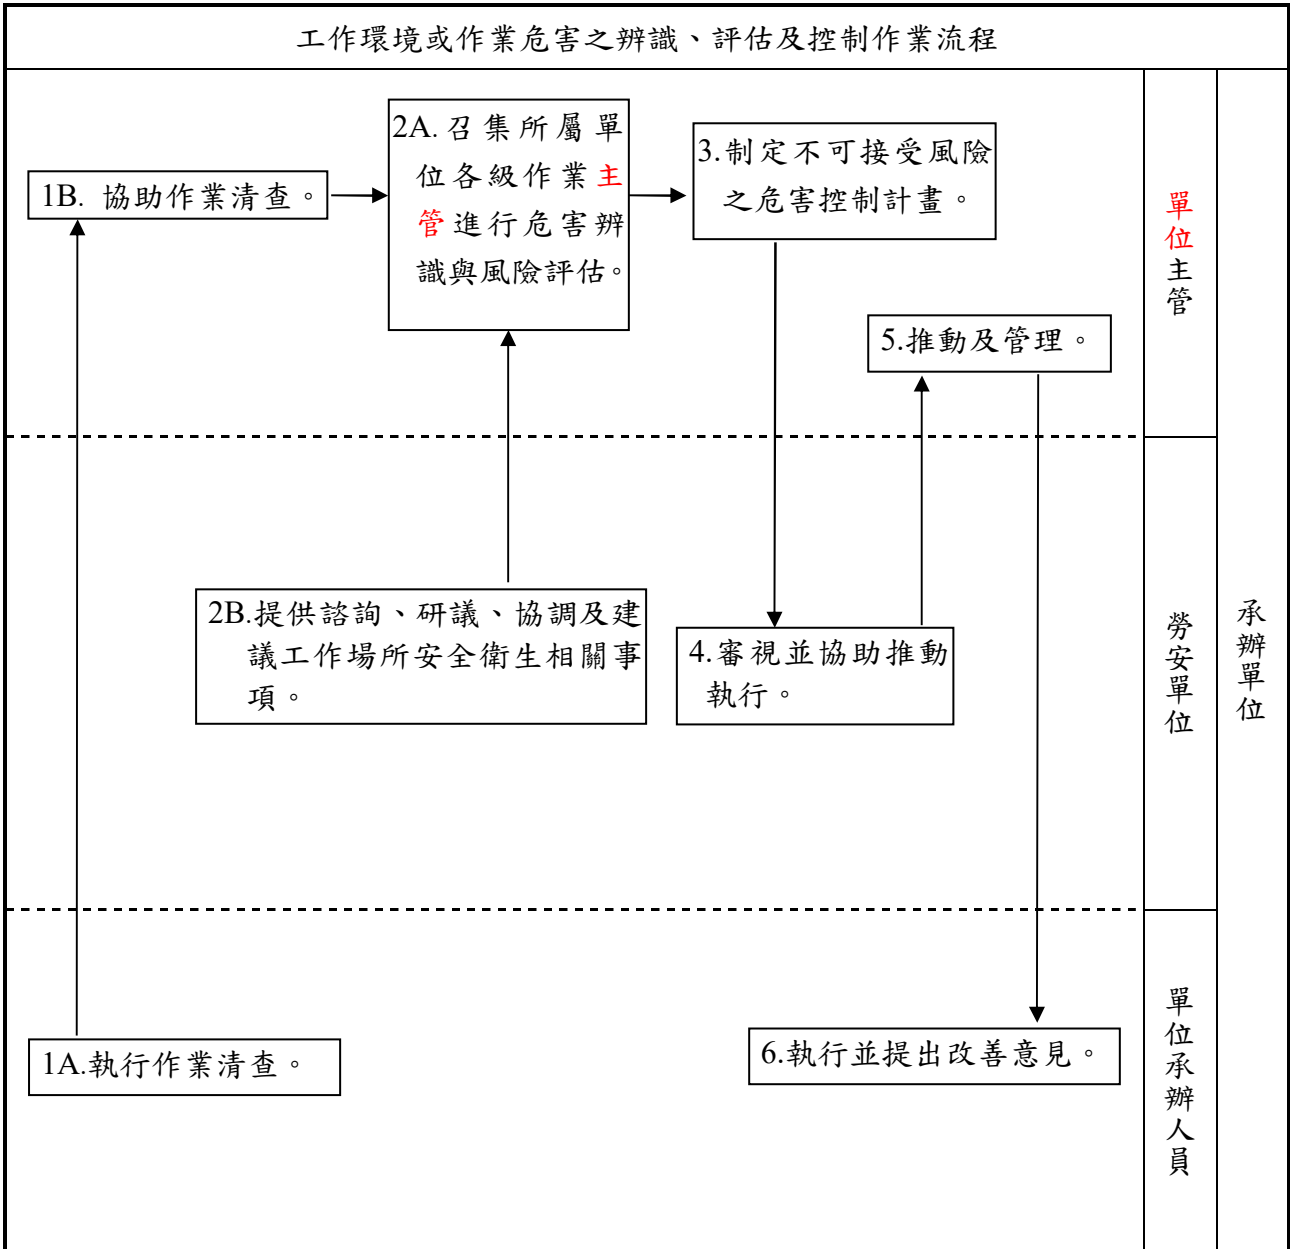 工作環境或作業危害之辨識、評估及控制作業流程
1B. 協助作業清查。
2A.召集所屬單
位各級作業主
管進行危害辨
識與風險評估。
3.制定不可接受風險
之危害控制計畫。
5.推動及管理。
單位主管
2B.提供諮詢、研議、協調及建
議工作場所安全衛生相關事
項。
4.審視並協助推動
執行。
勞安單位
承辦單位
1A.執行作業清查。
6.執行並提出改善意見。
單位承辦人員